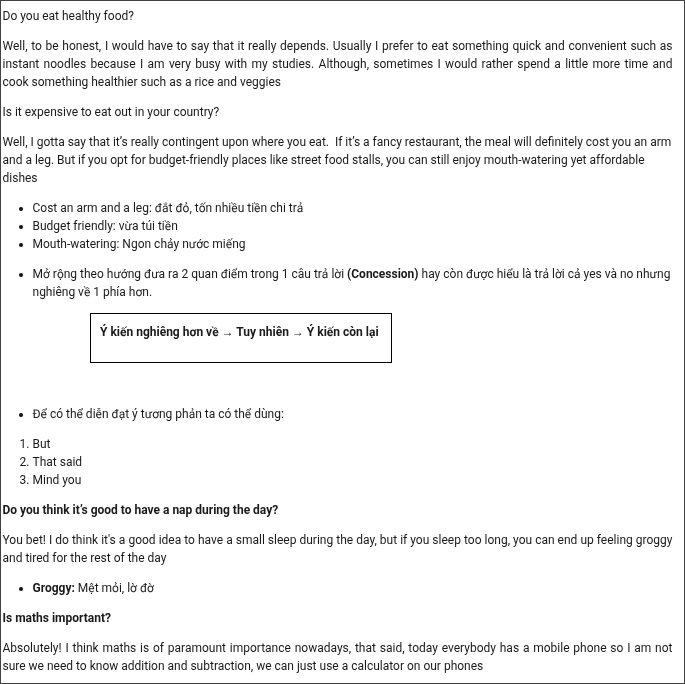 Do you eat healthy food?
Well, to be honest, I would have to say that it really depends. Usually I prefer to eat something quick and convenient such as
instant noodles because I am very busy with my studies. Although, sometimes I would rather spend a little more time and
cook something healthier such as a rice and veggies
Is it expensive to eat out in your country?
Well, I gotta say that it’s really contingent upon where you eat.  If it’s a fancy restaurant, the meal will definitely cost you an arm
and a leg. But if you opt for budget-friendly places like street food stalls, you can still enjoy mouth-watering yet affordable
dishes
• Cost an arm and a leg: đắt đỏ, tốn nhiều tiền chi trả
• Budget friendly: vừa túi tiền
• Mouth-watering: Ngon chảy nước miếng
• Mở rộng theo hướng đưa ra 2 quan điểm trong 1 câu trả lời (Concession) hay còn được hiểu là trả lời cả yes và no nhưng
nghiêng về 1 phía hơn.
Ý kiến nghiêng hơn về → Tuy nhiên → Ý kiến còn lại
• Để có thể diễn đạt ý tương phản ta có thể dùng:
1. But
2. That said
3. Mind you
Do you think it’s good to have a nap during the day?
You bet! I do think it's a good idea to have a small sleep during the day, but if you sleep too long, you can end up feeling groggy
and tired for the rest of the day
• Groggy: Mệt mỏi, lờ đờ
Is maths important?
Absolutely! I think maths is of paramount importance nowadays, that said, today everybody has a mobile phone so I am not
sure we need to know addition and subtraction, we can just use a calculator on our phones